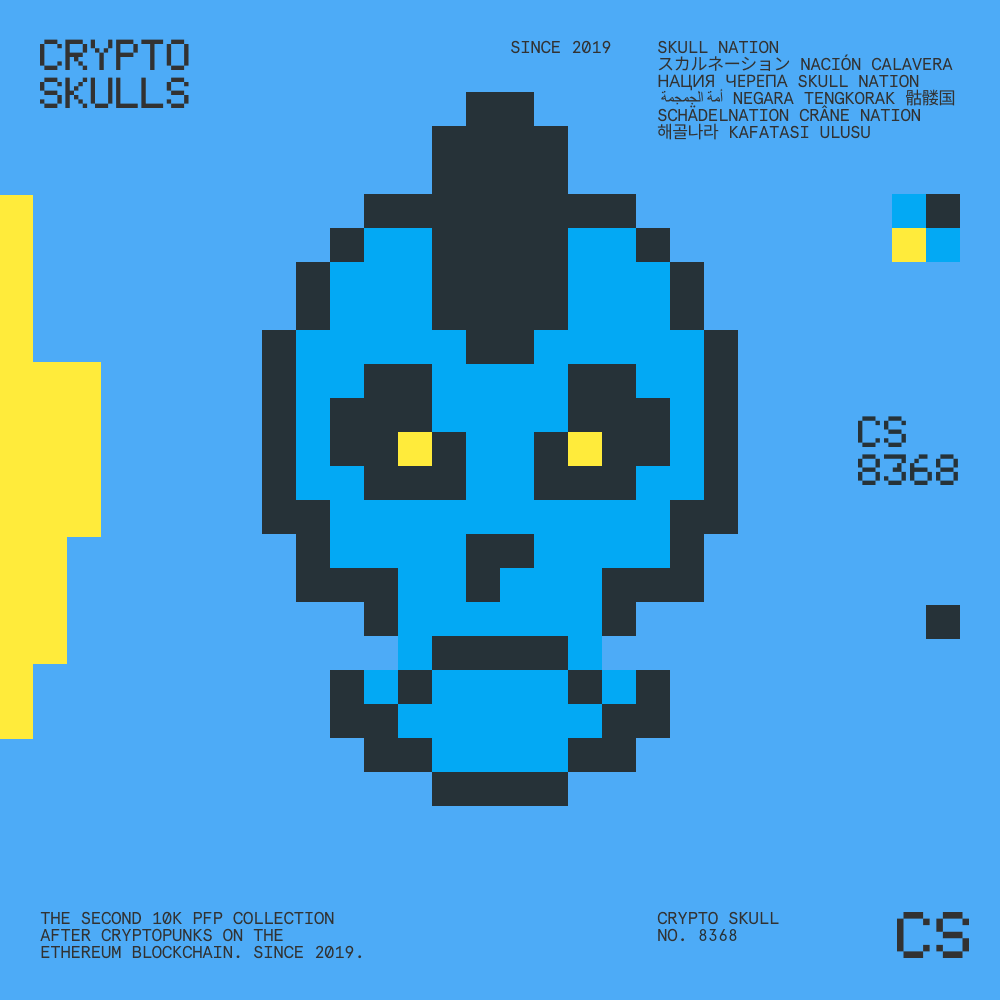 CRYPTO
SKULLS
SINCE 2019
SKULL NATION
スカルネーション NACIÓN CALAVERA
НАЦИЯ ЧЕРЕПА SKULL NATION
أمة الجمجمة NEGARA TENGKORAK 骷髅国
SCHÄDELNATION CRÂNE NATION
해골나라 KAFATASI ULUSU
CS
8368
THE SECOND 10K PFP COLLECTION
AFTER CRYPTOPUNKS ON THE
ETHEREUM BLOCKCHAIN. SINCE 2019.
CRYPTO SKULL
NO. 8368
CS